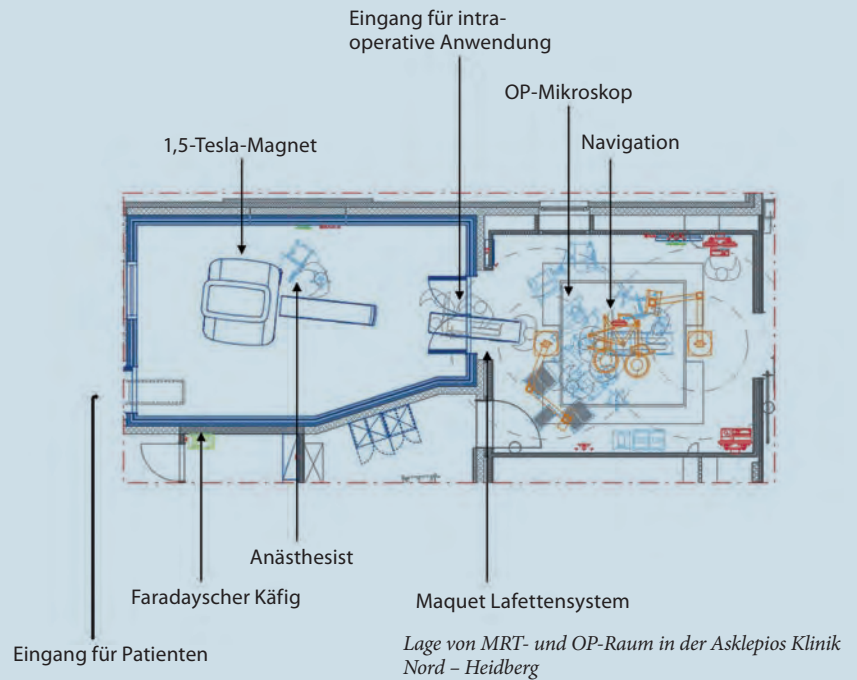 Eingang für intra-
operative Anwendung
OP-Mikroskop
1,5-Tesla-Magnet
Navigation
Anästhesist
Faradayscher Käfig
Maquet Lafettensystem
Eingang für Patienten
Lage von MRT- und OP-Raum in der Asklepios Klinik
Nord – Heidberg